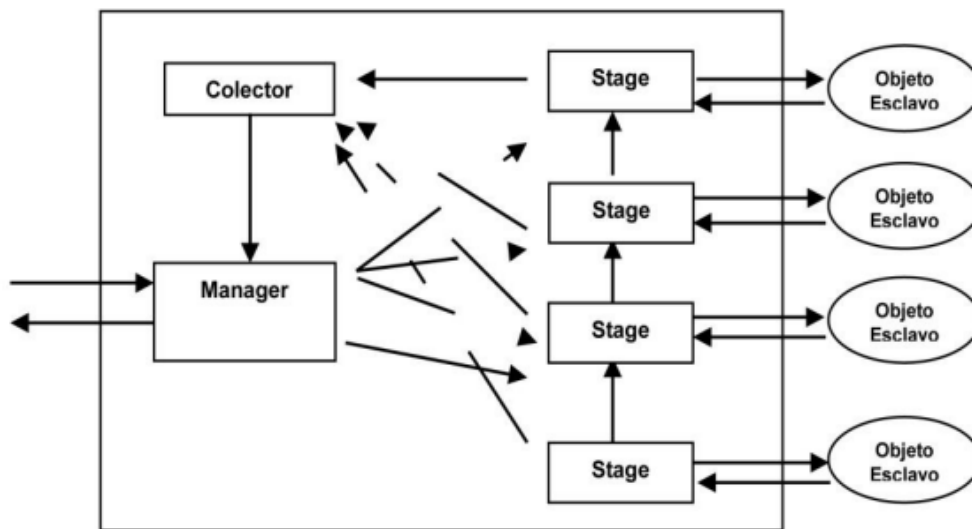 Colector
Manager
Stage
Stage
Stage
Stage
Objeto
Esclavo
Objeto
Esclavo
Objeto
Esclavo
Objeto
Esclavo